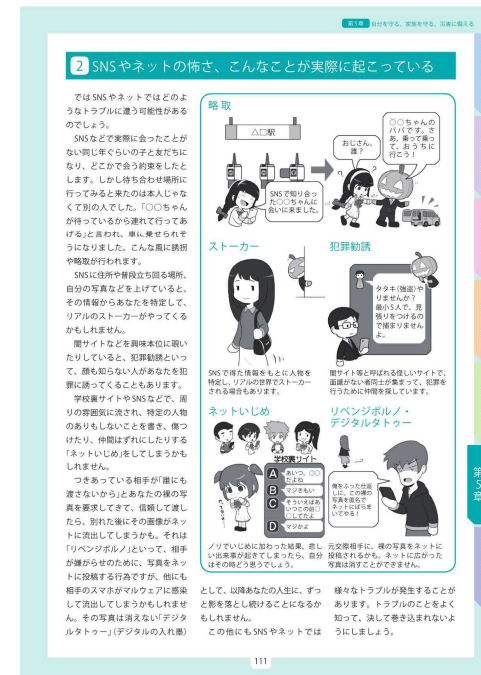 第5章 自分を守る、家族を守る、災害に備える
2 SNSやネットの怖さ、こんなことが実際に起こっている
ではSNSやネットではどのよ
うなトラブルに遭う可能性がある
のでしょう。
SNSなどで実際に会ったことが
ない同じ年ぐらいの子と友だちに
なり、どこかで会う約束をしたと
します。しかし待ち合わせ場所に
行ってみると来たのは本人じゃな
くて別の人でした。「〇〇ちゃん
が待っているから連れて行ってあ
げる」と言われ、車に乗せられそ
うになりました。こんな風に誘拐
や略取が行われます。
SNSに住所や普段立ち回る場所、
自分の写真などを上げていると、
その情報からあなたを特定して、
リアルのストーカーがやってくる
かもしれません。
闇サイトなどを興味本位に覗い
たりしていると、犯罪勧誘といっ
て、顔も知らない人があなたを犯
罪に誘ってくることもあります。
学校裏サイトやSNSなどで、周
りの雰囲気に流され、特定の人物
のありもしないことを書き、傷つ
けたり、仲間はずれにしたりする
「ネットいじめ」をしてしまうかも
しれません。
つきあっている相手が「誰にも
渡さないから」とあなたの裸の写
真を要求してきて、信頼して渡し
たら、別れた後にその画像がネッ
トに流出してしまうかも。それは
「リベンジポルノ」といって、相手
が嫌がらせのために、写真をネッ
トに投稿する行為ですが、他にも
相手のスマホがマルウェアに感染
して流出してしまうかもしれませ
ん。その写真は消えない「デジタ
ルタトゥー」(デジタルの入れ墨)
略取
△□駅
SNSで知り合っ
た〇〇ちゃんに
会いに来ました。
おじさん、
誰？
〇〇ちゃんの
パパです。さ
あ、乗って乗っ
て、おうちに
行こう！
ストーカー
SNSで得た情報をもとに人物を
特定し、リアルの世界でストーカー
される場合もあります。
犯罪勧誘
タタキ(強盗)や
りませんか？
最小5人で、見
張りをつけるの
で捕まりません
よ。
闇サイト等と呼ばれる怪しいサイトで、
面識がない者同士が集まって、犯罪を
行うために仲間を探しています。
ネットいじめ
学校裏サイト
A あいつ、〇〇
だよね
B マジきもい
C そういえばあ
いつこの前〇
〇してたよ
D マジかよ
ノリでいじめに加わった結果、悲し
い出来事が起きてしまったら、自分
はその時どう思うでしょう。
リベンジポルノ・
デジタルタトゥー
俺をふった仕返
しに、この裸の
写真を匿名で
ネットにばらま
いてやる！
元交際相手に、裸の写真をネットに
投稿されるかも。ネットに広がった
写真は消すことができません。
として、以降あなたの人生に、ずっ
と影を落とし続けることになるか
もしれません。
この他にもSNSやネットでは
様々なトラブルが発生することが
あります。トラブルのことをよく
知って、決して巻き込まれないよ
うにしましょう。
第5章
111